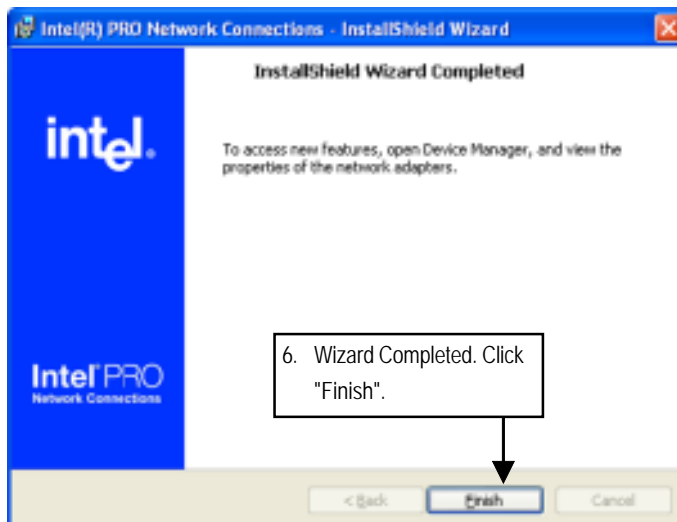 Intel(R) PRO Network Connections - InstallShield Wizard
InstallShield Wizard Completed
intel.
To access new features, open Device Manager, and view the
properties of the network adapters.
6. Wizard Completed. Click
"Finish".
Intel® PRO
Network Connections
< Back
Finish
Cancel